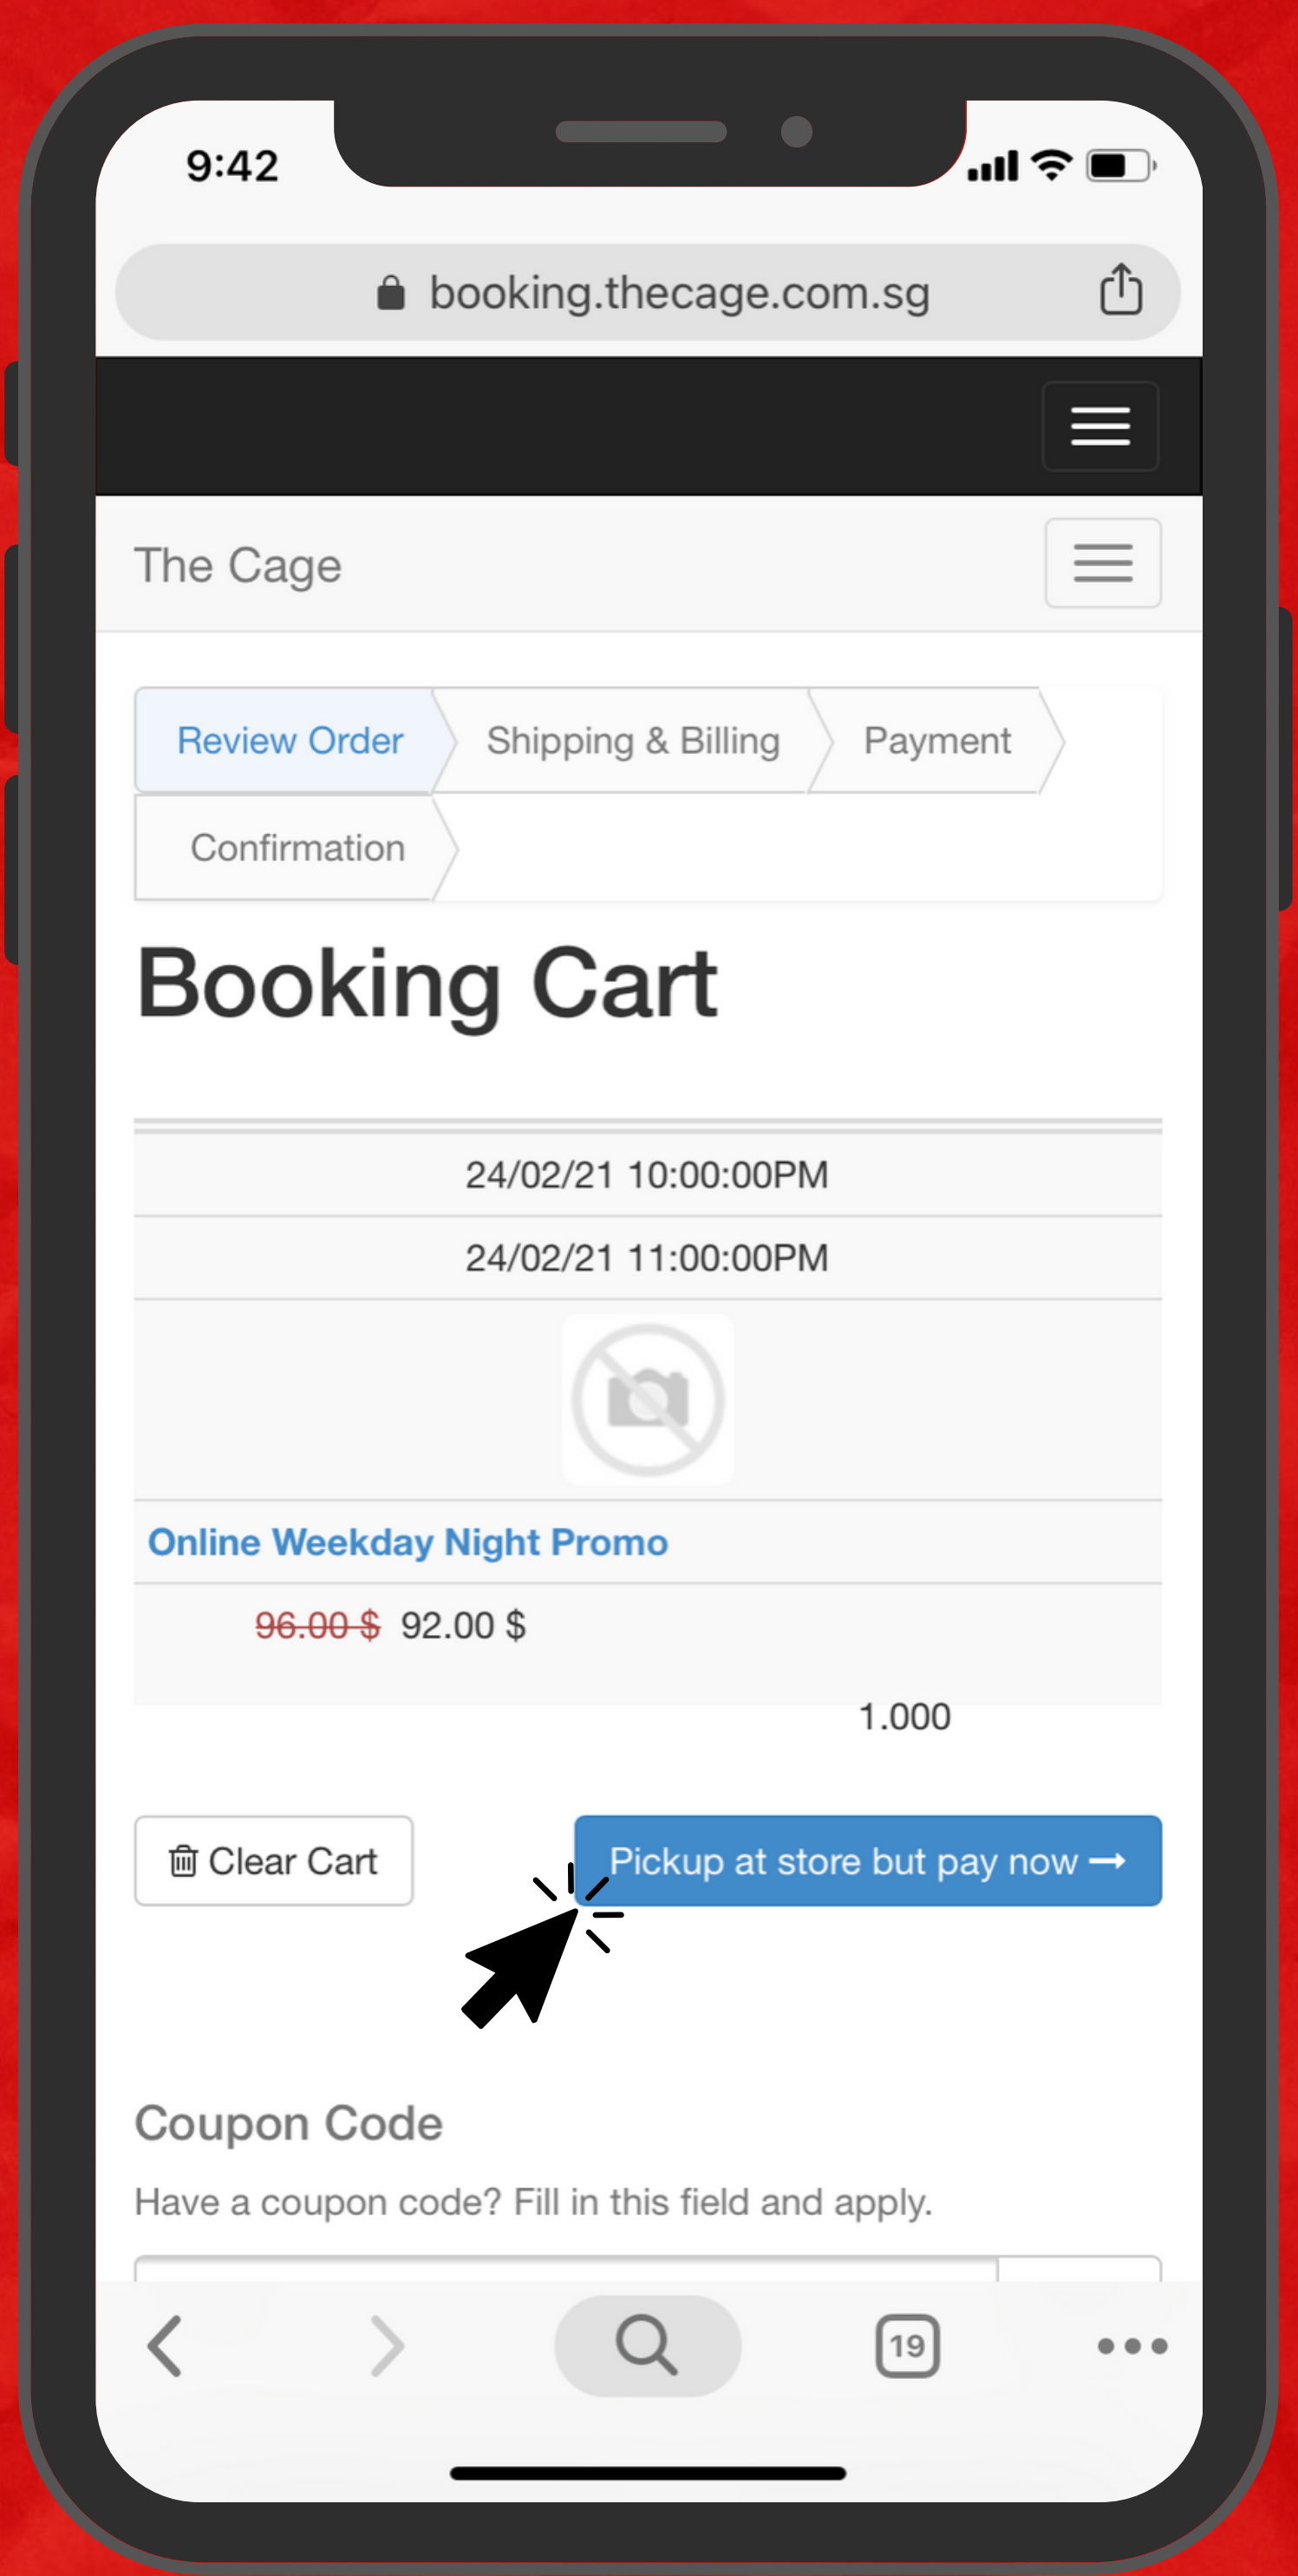 9:42
booking.thecage.com.sg
The Cage
Review Order Shipping & Billing Payment
Confirmation
Booking Cart
24/02/21 10:00:00PM
24/02/21 11:00:00PM
Online Weekday Night Promo
96.00 $ 92.00 $
1.000
Clear Cart Pickup at store but pay now →
Coupon Code
Have a coupon code? Fill in this field and apply.
19